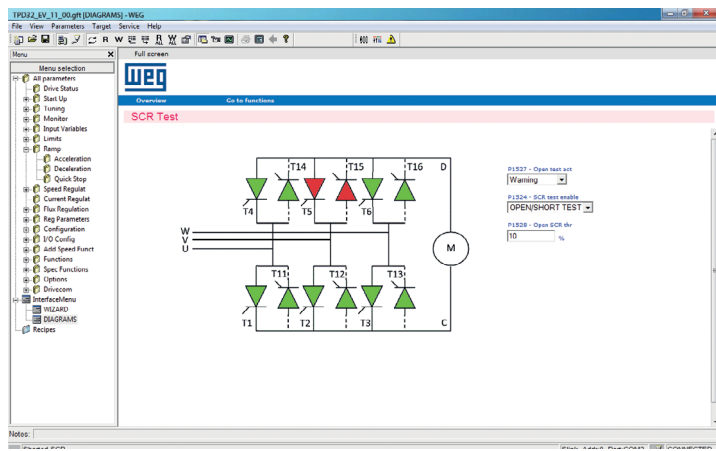 TPD32_EV_11_00.gft [DIAGRAMS] - WEG
File View Parameters Target Service Help
Menu
Full screen
Menu selection
All parameters
Drive Status
Start Up
Tuning
Monitor
Input Variables
Limits
Ramp
Acceleration
Deceleration
Quick Stop
Speed Regulat
Current Regulat
Flux Regulation
Reg Parameters
Configuration
I/O Config
Add Speed Funct
Functions
Spec Functions
Options
Drivecom
InterfaceMenu
WIZARD
DIAGRAMS
Recipes
weg
Overview Go to functions
SCR Test
T14 T15 T16 D
T4 T5 T6
W
V
U
M
T11 T12 T13
T1 T2 T3 C
P1527 - Open test act
Warning
P1524 - SCR test enable
OPEN/SHORT TEST
P1528 - Open SCR thr
10 %
Notes:
CONNECTED